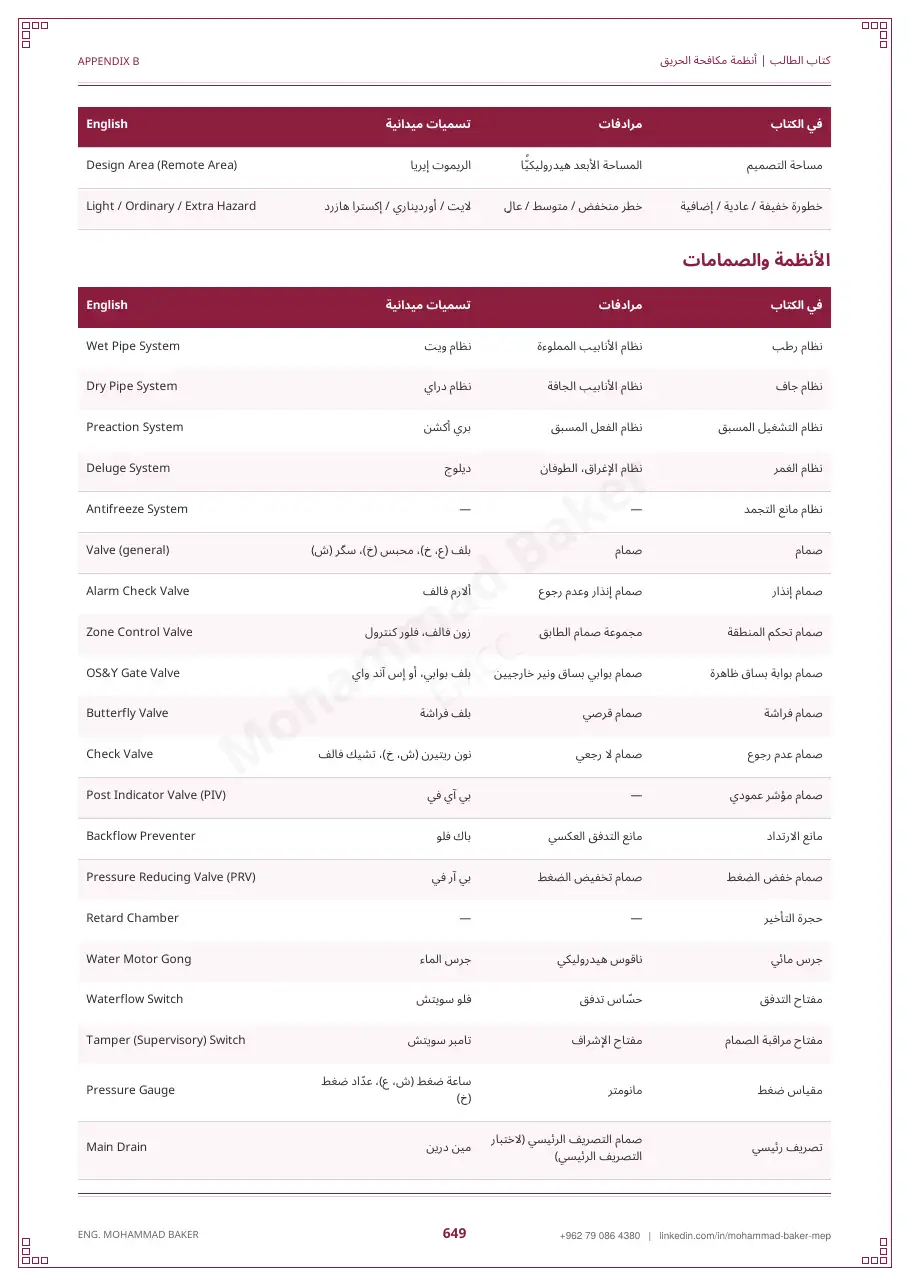 كتاب الطالب | أنظمة مكافحة الحريق APPENDIX B
في الكتاب مرادفات تسميات ميدانية English
مساحة التصميم المساحة الأبعد هيدروليكيًّا الريموت إيريا Design Area (Remote Area)
خطورة خفيفة / عادية / إضافية خطر منخفض / متوسط / عالٍ لايت / أورديناري / إكسترا هازرد Light / Ordinary / Extra Hazard
الأنظمة والصمامات
في الكتاب مرادفات تسميات ميدانية English
نظام رطب نظام الأنابيب المملوءة نظام ويت Wet Pipe System
نظام جاف نظام الأنابيب الجافة نظام دراي Dry Pipe System
نظام التشغيل المسبق نظام الفعل المسبق بري أكشن Preaction System
نظام الغمر نظام الإغراق، الطوفان ديلوج Deluge System
نظام مانع التجمد — — Antifreeze System
صمام صمام بلف (ع، خ)، محبس (خ)، سكْر (ش) Valve (general)
صمام إنذار صمام إنذار وعدم رجوع ألارم فالف Alarm Check Valve
صمام تحكم المنطقة مجموعة صمام الطابق زون فالف، فلور كنترول Zone Control Valve
صمام بوابة بساق ظاهرة صمام بوابي بساق ونير خارجيين بلف بوابي، أو إس آند واي OS&Y Gate Valve
صمام فراشة صمام قرصي بلف فراشة Butterfly Valve
صمام عدم رجوع صمام لا رجعي نون ريتيرن (ش، خ)، تشيك فالف Check Valve
صمام مؤشر عمودي — بي آي في Post Indicator Valve (PIV)
مانع الارتداد مانع التدفق العكسي باك فلو Backflow Preventer
صمام خفض الضغط صمام تخفيض الضغط بي آر في Pressure Reducing Valve (PRV)
حجرة التأخير — — Retard Chamber
جرس مائي ناقوس هيدروليكي جرس الماء Water Motor Gong
مفتاح التدفق حسّاس تدفق فلو سويتش Waterflow Switch
مفتاح مراقبة الصمام مفتاح الإشراف تامبر سويتش Tamper (Supervisory) Switch
مقياس ضغط مانومتر ساعة ضغط (ش، ع)، عدّاد ضغط Pressure Gauge
(خ)
تصريف رئيسي صمام التصريف الرئيسي (لاختبار مين درين Main Drain
التصريف الرئيسي)
ENG. MOHAMMAD BAKER 649 +962 79 086 4380 | linkedin.com/in/mohammad-baker-mep
Mohammad Baker
EMCC